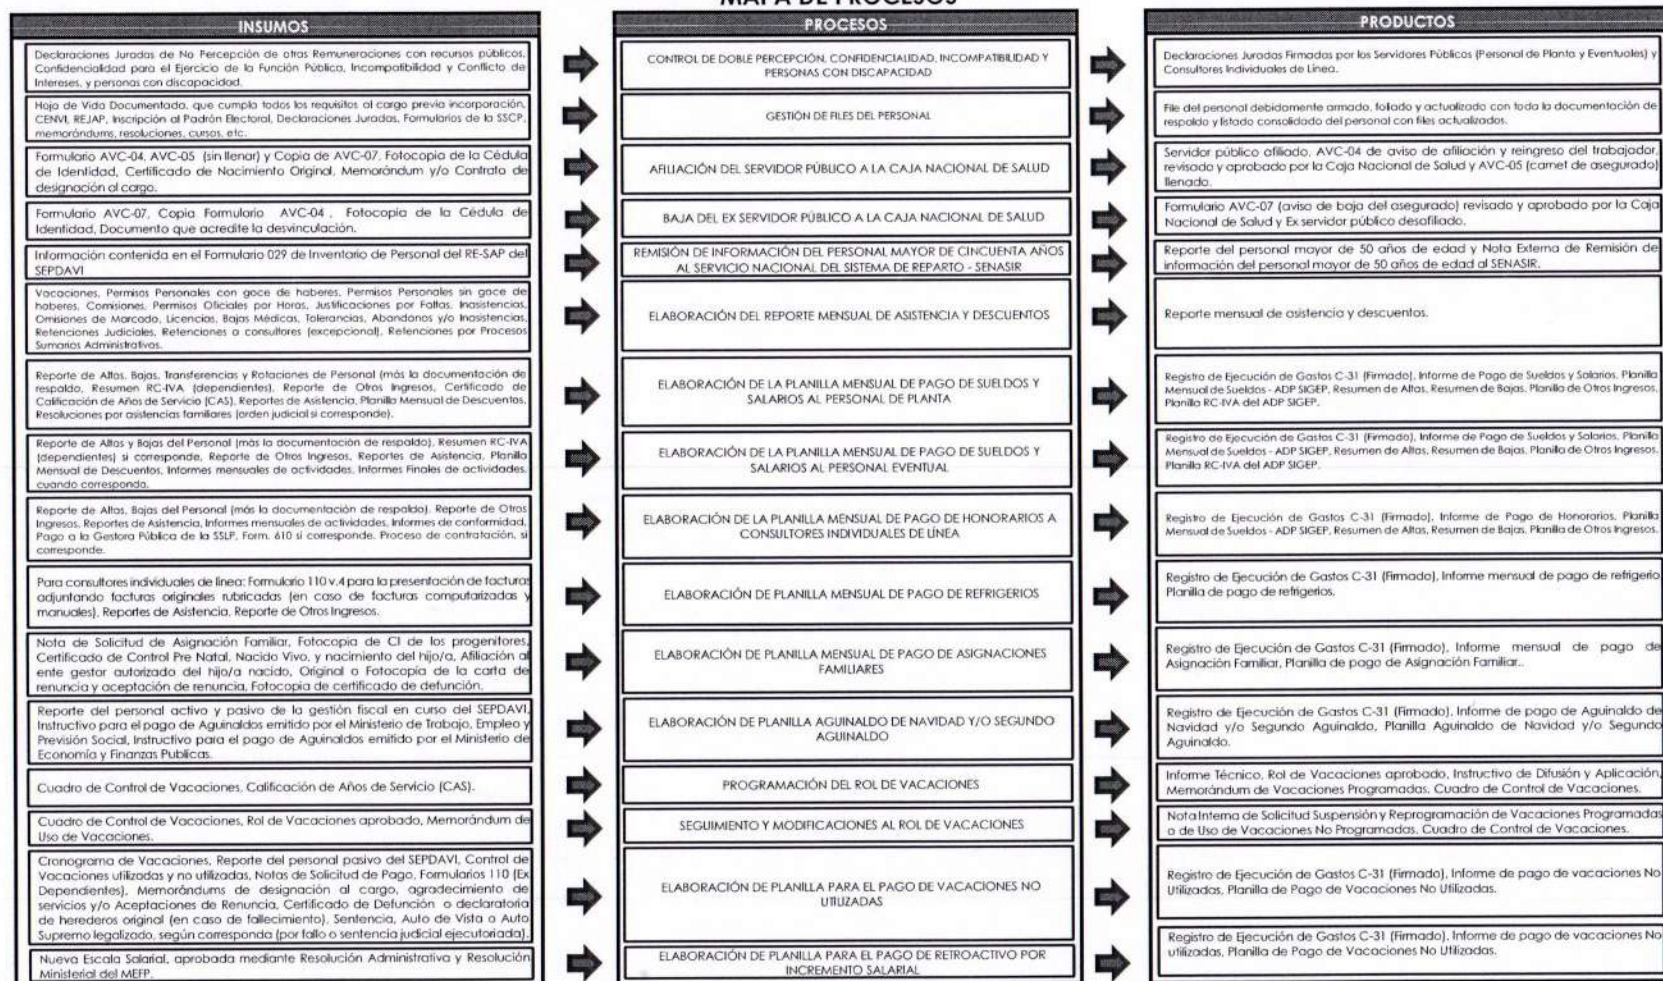 MAPA DE PROCESOS
INSUMOS
PROCESOS
PRODUCTOS
Declaraciones Juradas de No Percepción de otras Remuneraciones con recursos públicos,
Confidencialidad para el Ejercicio de la Función Pública, Incompatibilidad y Conflicto de
Intereses, y personas con discapacidad.
CONTROL DE DOBLE PERCEPCIÓN, CONFIDENCIALIDAD, INCOMPATIBILIDAD Y
PERSONAS CON DISCAPACIDAD
Declaraciones Juradas Firmadas por los Servidores Públicos (Personal de Planta y Eventuales) y
Consultores Individuales de Línea.
Hoja de Vida Documentada, que cumpla todos los requisitos al cargo previa incorporación,
CENVI, REJAP, Inscripción al Padrón Electoral, Declaraciones Juradas, Formularios de la SSCP,
memorándums, resoluciones, cursos, etc.
GESTIÓN DE FILES DEL PERSONAL
File del personal debidamente armado, foliado y actualizado con toda la documentación de
respaldo y listado consolidado del personal con files actualizados.
Formulario AVC-04, AVC-05 (sin llenar) y Copia de AVC-07, Fotocopia de la Cédula
de Identidad, Certificado de Nacimiento Original, Memorándum y/o Contrato de
designación al cargo.
AFILIACIÓN DEL SERVIDOR PÚBLICO A LA CAJA NACIONAL DE SALUD
Servidor público afiliado, AVC-04 de aviso de afiliación y reingreso del trabajador,
revisado y aprobado por la Caja Nacional de Salud y AVC-05 (carnet de asegurado)
llenado.
Formulario AVC-07, Copia Formulario AVC-04 , Fotocopia de la Cédula de
Identidad, Documento que acredite la desvinculación.
BAJA DEL EX SERVIDOR PÚBLICO A LA CAJA NACIONAL DE SALUD
Formulario AVC-07 (aviso de baja del asegurado) revisado y aprobado por la Caja
Nacional de Salud y Ex servidor público desafiliado.
Información contenida en el Formulario 029 de Inventario de Personal del RE-SAP del
SEPDAVI
REMISIÓN DE INFORMACIÓN DEL PERSONAL MAYOR DE CINCUENTA AÑOS
AL SERVICIO NACIONAL DEL SISTEMA DE REPARTO - SENASIR
Reporte del personal mayor de 50 años de edad y Nota Externa de Remisión de
información del personal mayor de 50 años de edad al SENASIR.
Vacaciones, Permisos Personales con goce de haberes, Permisos Personales sin goce de
haberes, Comisiones, Permisos Oficiales por Horas, Justificaciones por Faltas, Inasistencias,
Omisiones de Marcado, Licencias, Bajas Médicas, Tolerancias, Abandonos y/o Inasistencias,
Retenciones Judiciales, Retenciones a consultores (excepcional), Retenciones por Procesos
Sumarios Administrativos.
ELABORACIÓN DEL REPORTE MENSUAL DE ASISTENCIA Y DESCUENTOS
Reporte mensual de asistencia y descuentos.
Reporte de Altas, Bajas, Transferencias y Rotaciones de Personal (más la documentación de
respaldo, Resumen RC-IVA (dependientes), Reporte de Otros Ingresos, Certificado de
Calificación de Años de Servicio (CAS), Reportes de Asistencia, Planilla Mensual de Descuentos,
Resoluciones por asistencias familiares (orden judicial si corresponde).
ELABORACIÓN DE LA PLANILLA MENSUAL DE PAGO DE SUELDOS Y
SALARIOS AL PERSONAL DE PLANTA
Registro de Ejecución de Gastos C-31 (Firmado), Informe de Pago de Sueldos y Salarios, Planilla
Mensual de Sueldos - ADP SIGEP, Resumen de Altas, Resumen de Bajas, Planilla de Otros Ingresos,
Planilla RC-IVA del ADP SIGEP.
Reporte de Altas y Bajas del Personal (más la documentación de respaldo), Resumen RC-IVA
(dependientes) si corresponde, Reporte de Otros Ingresos, Reportes de Asistencia, Planilla
Mensual de Descuentos, Informes mensuales de actividades, Informes Finales de actividades,
cuando corresponda.
ELABORACIÓN DE LA PLANILLA MENSUAL DE PAGO DE SUELDOS Y
SALARIOS AL PERSONAL EVENTUAL
Registro de Ejecución de Gastos C-31 (Firmado), Informe de Pago de Sueldos y Salarios, Planilla
Mensual de Sueldos - ADP SIGEP, Resumen de Altas, Resumen de Bajas, Planilla de Otros Ingresos,
Planilla RC-IVA del ADP SIGEP.
Reporte de Altas, Bajas del Personal (más la documentación de respaldo), Reporte de Otros
Ingresos, Reportes de Asistencia, Informes mensuales de actividades, Informes de conformidad,
Pago a la Gestora Pública de la SSLP, Form. 610 si corresponde. Proceso de contratación, si
corresponde.
ELABORACIÓN DE LA PLANILLA MENSUAL DE PAGO DE HONORARIOS A
CONSULTORES INDIVIDUALES DE LÍNEA
Registro de Ejecución de Gastos C-31 (Firmado), Informe de Pago de Honorarios, Planilla
Mensual de Sueldos - ADP SIGEP, Resumen de Altas, Resumen de Bajas, Planilla de Otros Ingresos.
Para consultores individuales de línea: Formulario 110 v.4 para la presentación de facturas
adjuntando facturas originales rubricadas (en caso de facturas computarizadas y
manuales), Reportes de Asistencia, Reporte de Otros Ingresos.
ELABORACIÓN DE PLANILLA MENSUAL DE PAGO DE REFRIGERIOS
Registro de Ejecución de Gastos C-31 (Firmado), Informe mensual de pago de refrigerio
Planilla de pago de refrigerios.
Nota de Solicitud de Asignación Familiar, Fotocopia de CI de los progenitores,
Certificado de Control Pre Natal, Nacido Vivo, y nacimiento del hijo/a, Afiliación al
ente gestor autorizado del hijo/a nacido, Original o Fotocopia de la carta de
renuncia y aceptación de renuncia, Fotocopia de certificado de defunción.
ELABORACIÓN DE PLANILLA MENSUAL DE PAGO DE ASIGNACIONES
FAMILIARES
Registro de Ejecución de Gastos C-31 (Firmado), Informe mensual de pago de
Asignación Familiar, Planilla de pago de Asignación Familiar..
Reporte del personal activo y pasivo de la gestión fiscal en curso del SEPDAVI,
Instructivo para el pago de Aguinaldos emitido por el Ministerio de Trabajo, Empleo y
Previsión Social, Instructivo para el pago de Aguinaldos emitido por el Ministerio de
Economía y Finanzas Publicas.
ELABORACIÓN DE PLANILLA AGUINALDO DE NAVIDAD Y/O SEGUNDO
AGUINALDO
Registro de Ejecución de Gastos C-31 (Firmado), Informe de pago de Aguinaldo de
Navidad y/o Segundo Aguinaldo, Planilla Aguinaldo de Navidad y/o Segundo
Aguinaldo.
Cuadro de Control de Vacaciones, Calificación de Años de Servicio (CAS).
PROGRAMACIÓN DEL ROL DE VACACIONES
Informe Técnico, Rol de Vacaciones aprobado, Instructivo de Difusión y Aplicación,
Memorándum de Vacaciones Programadas, Cuadro de Control de Vacaciones.
Cuadro de Control de Vacaciones, Rol de Vacaciones aprobado, Memorándum de
Uso de Vacaciones.
SEGUIMIENTO Y MODIFICACIONES AL ROL DE VACACIONES
Nota Interna de Solicitud Suspensión y Reprogramación de Vacaciones Programadas
o de Uso de Vacaciones No Programadas, Cuadro de Control de Vacaciones.
Cronograma de Vacaciones, Reporte del personal pasivo del SEPDAVI, Control de
Vacaciones utilizadas y no utilizadas, Notas de Solicitud de Pago, Formularios 110 (Ex
Dependientes), Memorándums de designación al cargo, agradecimiento de
servicios y/o Aceptaciones de Renuncia, Certificado de Defunción o declaratoria
de herederos original (en caso de fallecimiento), Sentencia, Auto de Vista o Auto
Supremo legalizado, según corresponda (por fallo o sentencia judicial ejecutoriada).
ELABORACIÓN DE PLANILLA PARA EL PAGO DE VACACIONES NO
UTILIZADAS
Registro de Ejecución de Gastos C-31 (Firmado), Informe de pago de vacaciones No
Utilizadas, Planilla de Pago de Vacaciones No Utilizadas.
Nueva Escala Salarial, aprobada mediante Resolución Administrativa y Resolución
Ministerial del MEFP.
ELABORACIÓN DE PLANILLA PARA EL PAGO DE RETROACTIVO POR
INCREMENTO SALARIAL
Registro de Ejecución de Gastos C-31 (Firmado), Informe de pago de vacaciones No
utilizadas, Planilla de Pago de Vacaciones No Utilizadas.